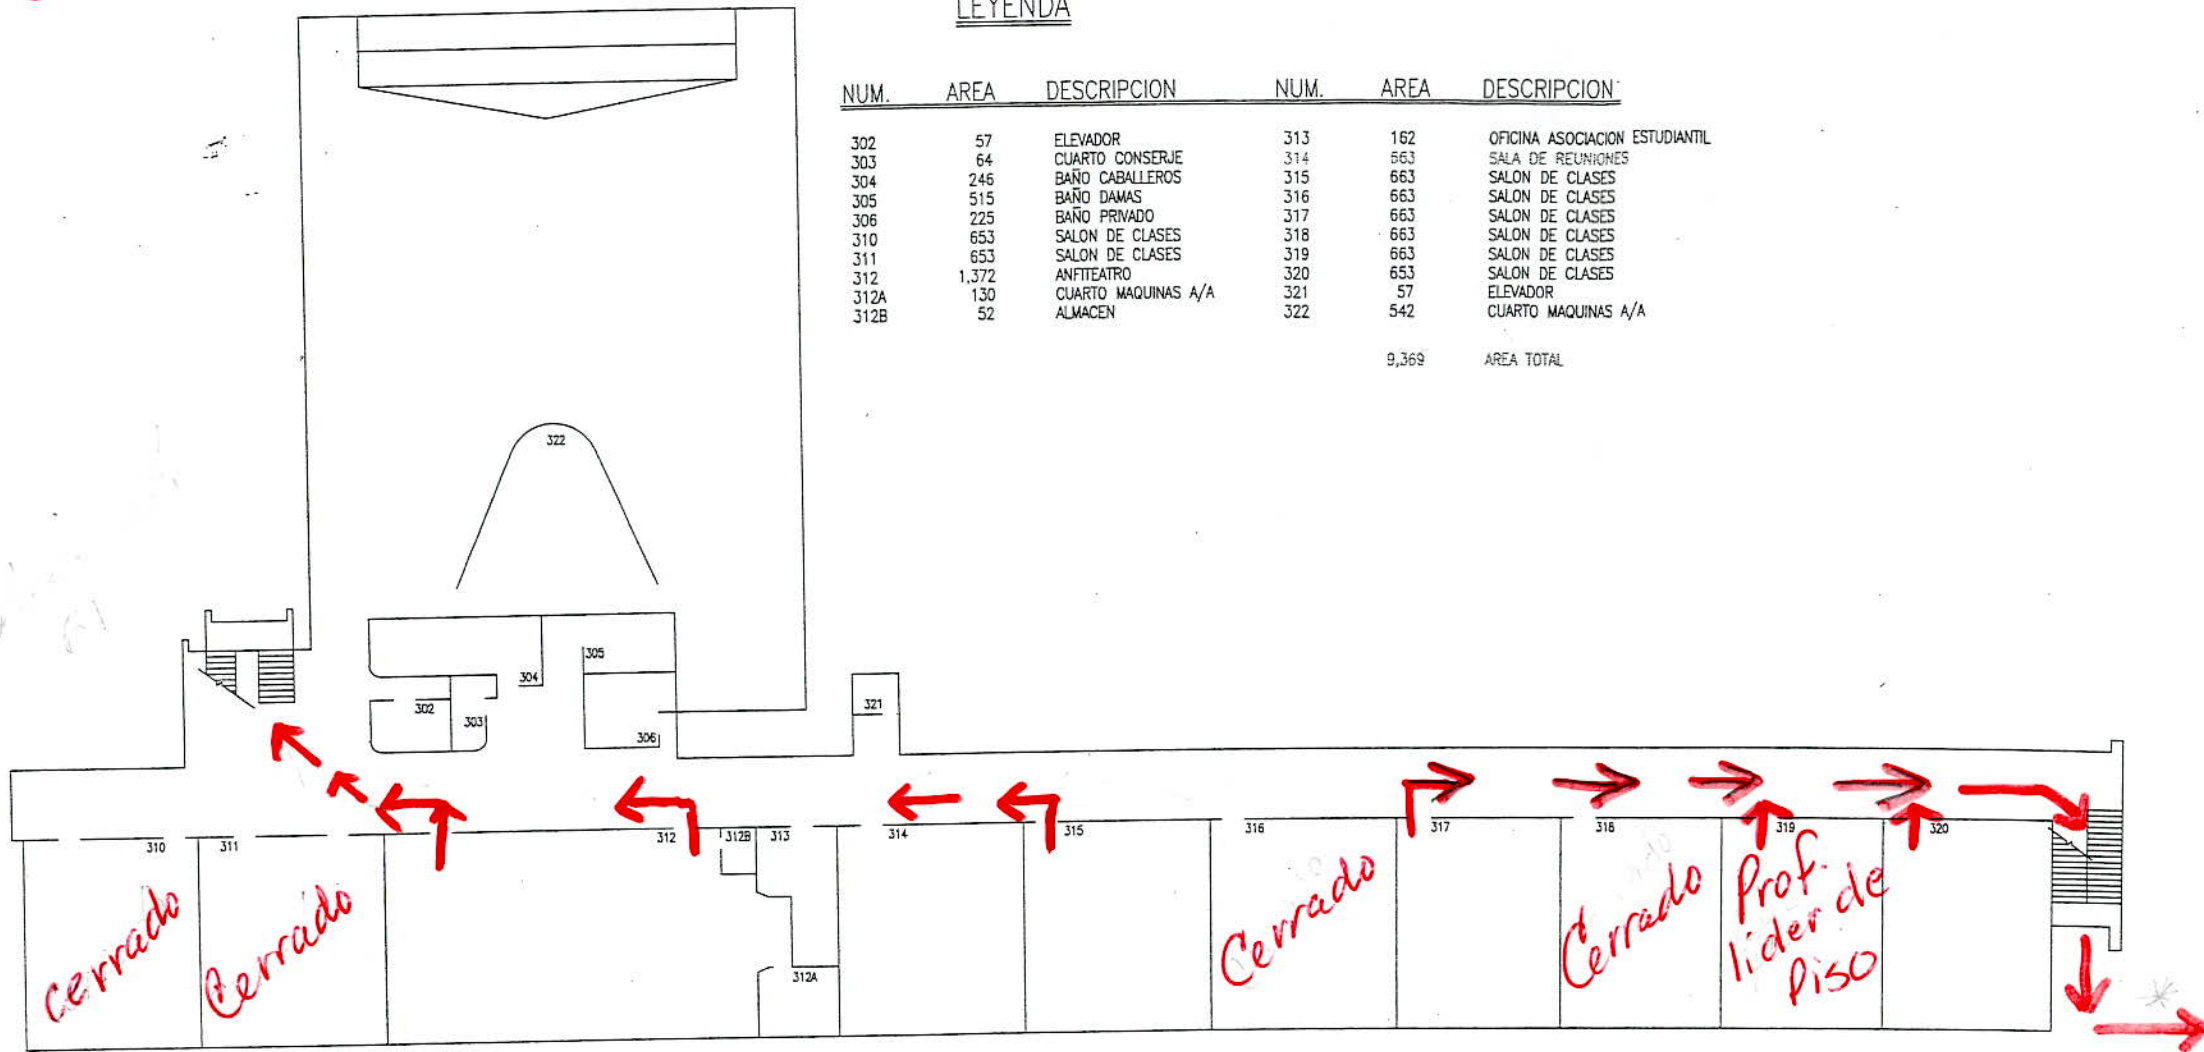 LEYENDA
NUM. AREA DESCRIPCION NUM. AREA DESCRIPCION
302 57 ELEVADOR 313 162 OFICINA ASOCIACION ESTUDIANTIL
303 64 CUARTO CONSERJE 314 663 SALA DE REUNIONES
304 246 BAÑO CABALLEROS 315 663 SALON DE CLASES
305 515 BAÑO DAMAS 316 663 SALON DE CLASES
306 225 BAÑO PRIVADO 317 663 SALON DE CLASES
310 653 SALON DE CLASES 318 663 SALON DE CLASES
311 653 SALON DE CLASES 319 663 SALON DE CLASES
312 1,372 ANFITEATRO 320 653 SALON DE CLASES
312A 130 CUARTO MAQUINAS A/A 321 57 ELEVADOR
312B 52 ALMACEN 322 542 CUARTO MAQUINAS A/A
9,369 AREA TOTAL
322
305
304
302
303
306
321
310 311 312 312B 313 314 315 316 317 318 319 320
312A
cerrado
Cerrado
Cerrado
Cerrado
Prof.
lider de
Piso